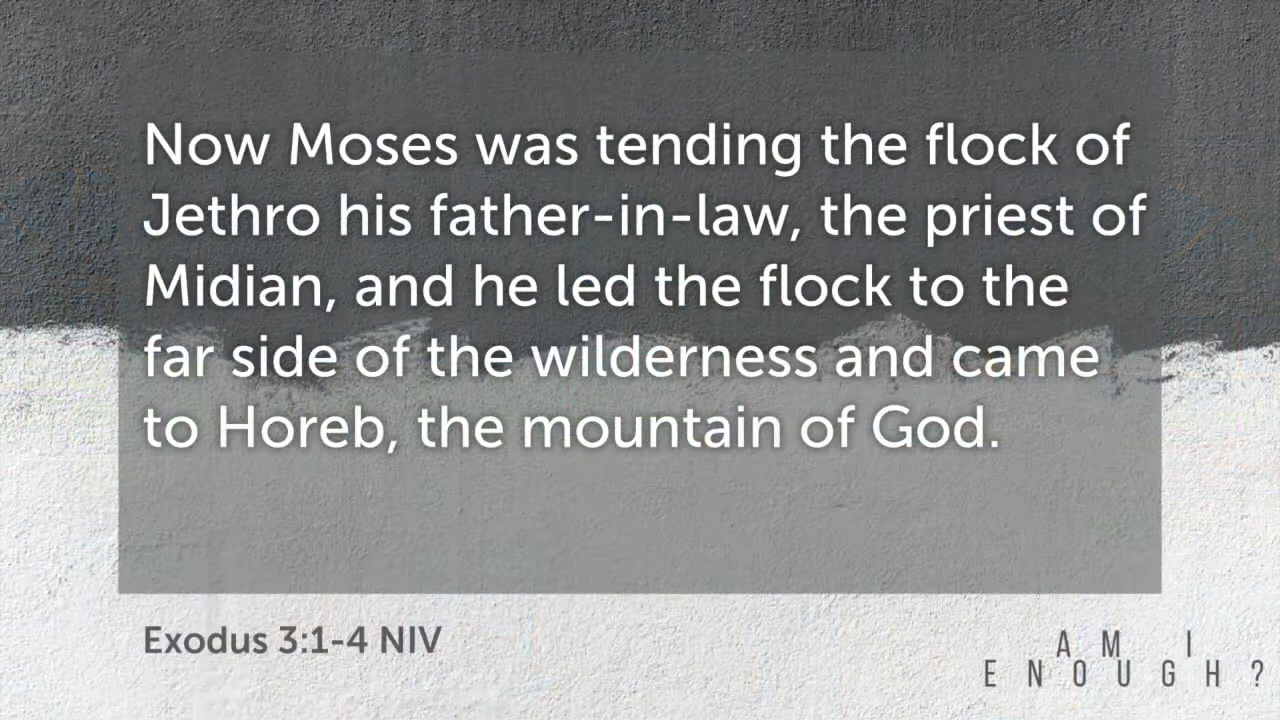 Now Moses was tending the flock of
Jethro his father-in-law, the priest of
Midian, and he led the flock to the
far side of the wilderness and came
to Horeb, the mountain of God.
Exodus 3:1-4 NIV
AM I
ENOUGH?